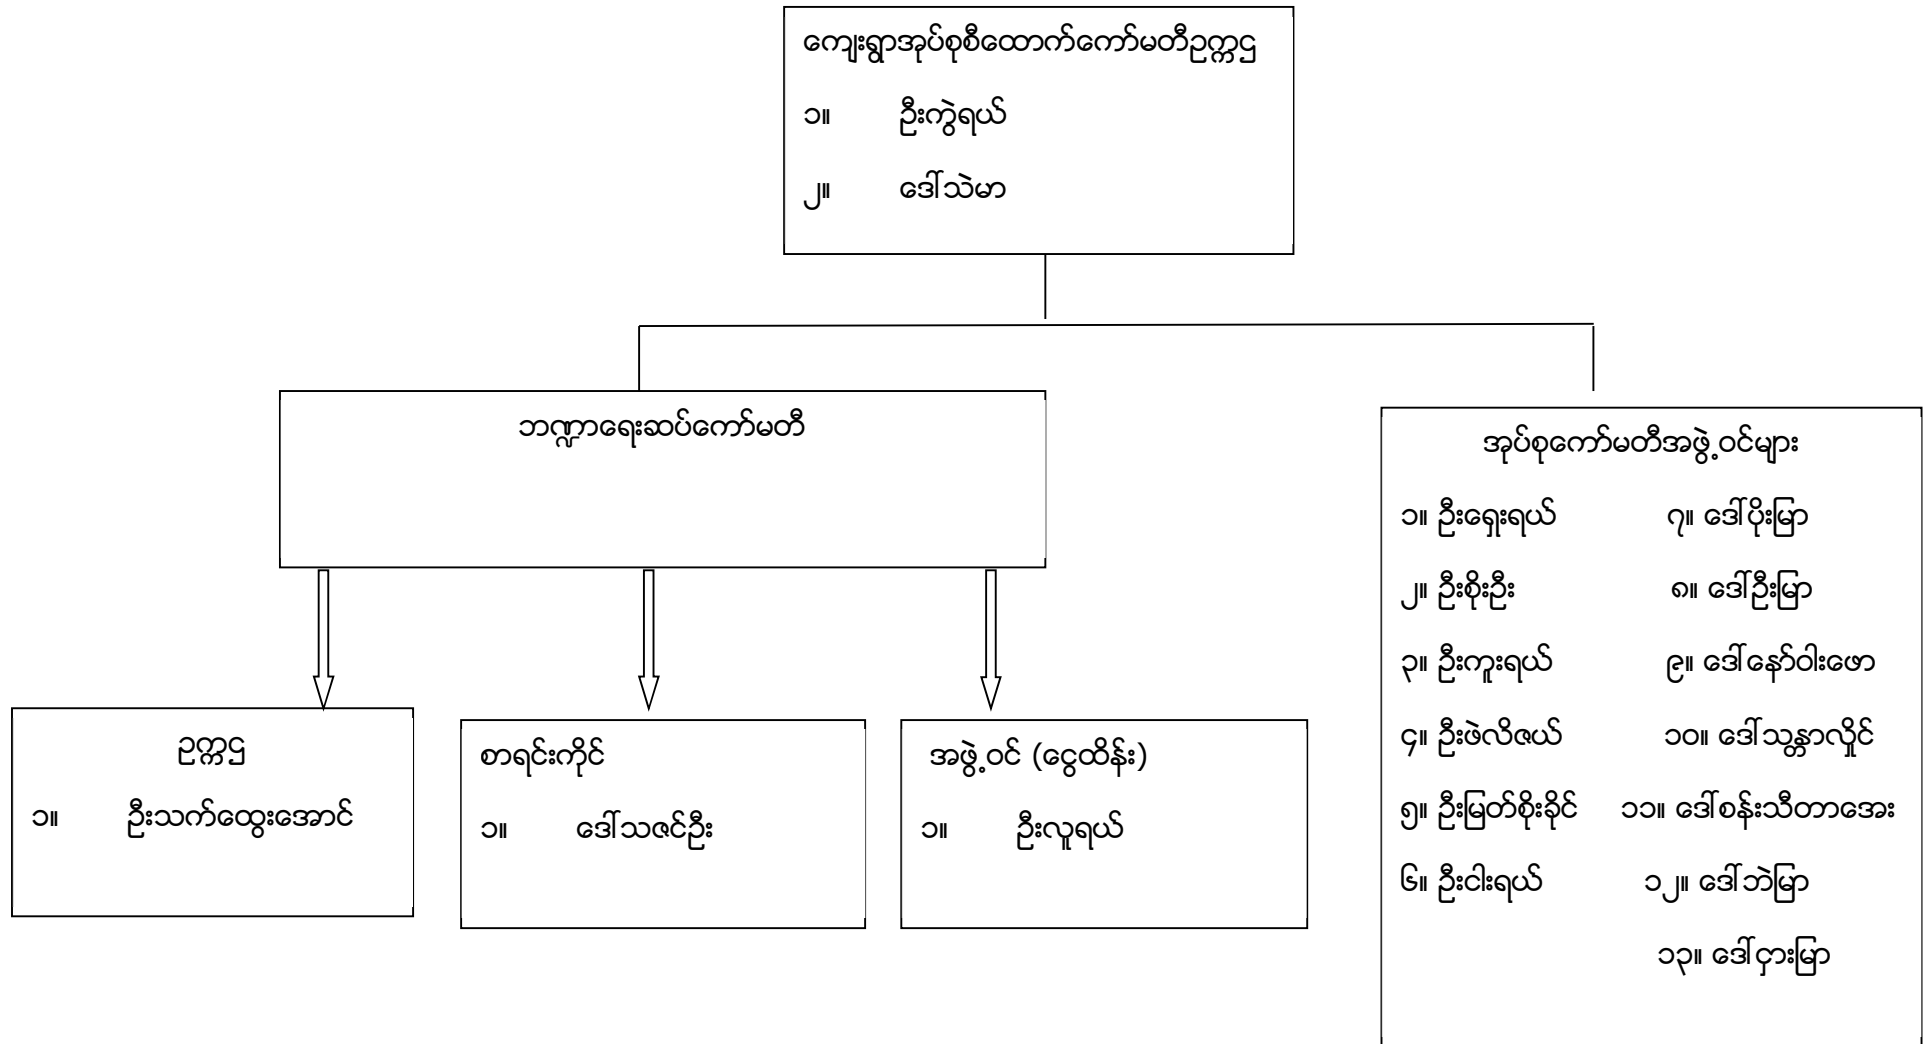 ကျေးရွာအုပ်စုစီထောက်ကော်မတီဥက္ကဌ
၁။ ဦးကွဲရယ်
၂။ ဒေါ်သဲမာ
ဘဏ္ဍာရေးဆပ်ကော်မတီ
ဥက္ကဌ
၁။ ဦးသက်ထွေးအောင်
စာရင်းကိုင်
၁။ ဒေါ်သဇင်ဦး
အဖွဲ့ဝင် (ငွေထိန်း)
၁။ ဦးလူရယ်
အုပ်စုကော်မတီအဖွဲ့ဝင်များ
၁။ ဦးရှေးရယ် ၇။ ဒေါ်ပိုးမြာ
၂။ ဦးစိုးဦး ၈။ ဒေါ်ဦးမြာ
၃။ ဦးကူးရယ် ၉။ ဒေါ်နော်ဝါးဖော
၄။ ဦးဖဲလိဇယ် ၁၀။ ဒေါ်သန္တာလှိုင်
၅။ ဦးမြတ်စိုးခိုင် ၁၁။ ဒေါ်စန်းသီတာအေး
၆။ ဦးငါးရယ် ၁၂။ ဒေါ်ဘဲမြာ
၁၃။ ဒေါ်ငှားမြာ